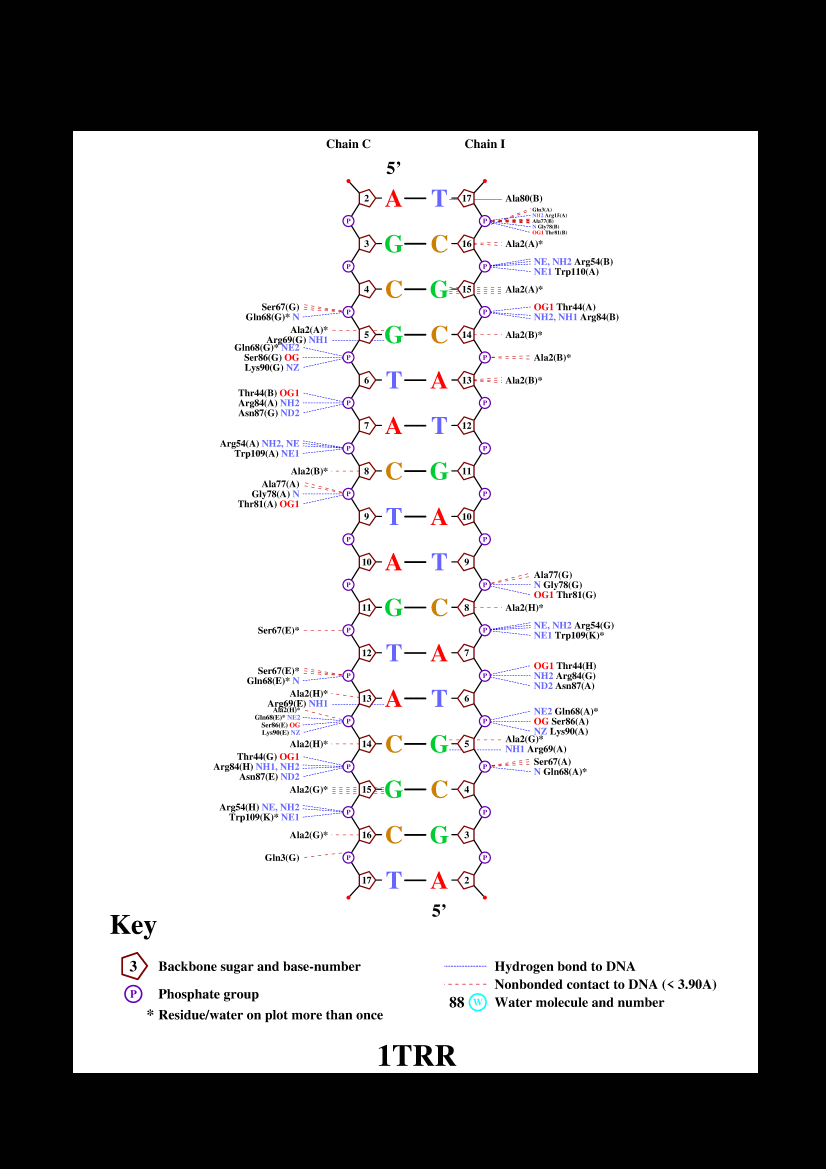 Chain C Chain I
5’
2 A T 17 Ala80(B)
P P Gln3(A)
NH2 Arg15(A)
Ala77(B)
N Gly78(B)
OG1 Thr81(B)
3 G C 16 Ala2(A)*
P P NE, NH2 Arg54(B)
NE1 Trp110(A)
4 C G 15 Ala2(A)*
Ser67(G) P P OG1 Thr44(A)
Gln68(G)* N NH2, NH1 Arg84(B)
Ala2(A)* 5 G C 14 Ala2(B)*
Arg69(G) NH1
Gln68(G)* NE2 P P Ala2(B)*
Ser86(G) OG
Lys90(G) NZ
6 T A 13 Ala2(B)*
Thr44(B) OG1 P P
Arg84(A) NH2
Asn87(G) ND2
7 A T 12
Arg54(A) NH2, NE P P
Trp109(A) NE1
Ala2(B)* 8 C G 11
Ala77(A) P P
Gly78(A) N
Thr81(A) OG1
9 T A 10
P P
10 A T 9
P P Ala77(G)
N Gly78(G)
OG1 Thr81(G)
11 G C 8 Ala2(H)*
Ser67(E)* P P NE, NH2 Arg54(G)
NE1 Trp109(K)*
12 T A 7
Ser67(E)* P P OG1 Thr44(H)
Gln68(E)* N NH2 Arg84(G)
ND2 Asn87(A)
Ala2(H)* 13 A T 6
Arg69(E) NH1
Ala2(H)* P P NE2 Gln68(A)*
Gln68(E)* NE2 OG Ser86(A)
Ser86(E) OG NZ Lys90(A)
Lys90(E) NZ
Ala2(H)* 14 C G 5 Ala2(G)*
NH1 Arg69(A)
Thr44(G) OG1 P P Ser67(A)
Arg84(H) NH1, NH2 N Gln68(A)*
Asn87(E) ND2
Ala2(G)* 15 G C 4
Arg54(H) NE, NH2 P P
Trp109(K)* NE1
Ala2(G)* 16 C G 3
Gln3(G) P P
17 T A 2
5’
Key
3 Backbone sugar and base-number
P Phosphate group
* Residue/water on plot more than once
Hydrogen bond to DNA
Nonbonded contact to DNA (< 3.90A)
88 W Water molecule and number
1TRR